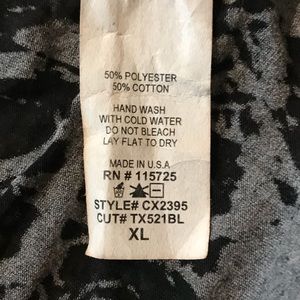 50% POLYESTER
50% COTTON
HAND WASH
WITH COLD WATER
DO NOT BLEACH
LAY FLAT TO DRY
MADE IN U.S.A
RN # 115725
STYLE# CX2395
CUT# TX521BL
XL